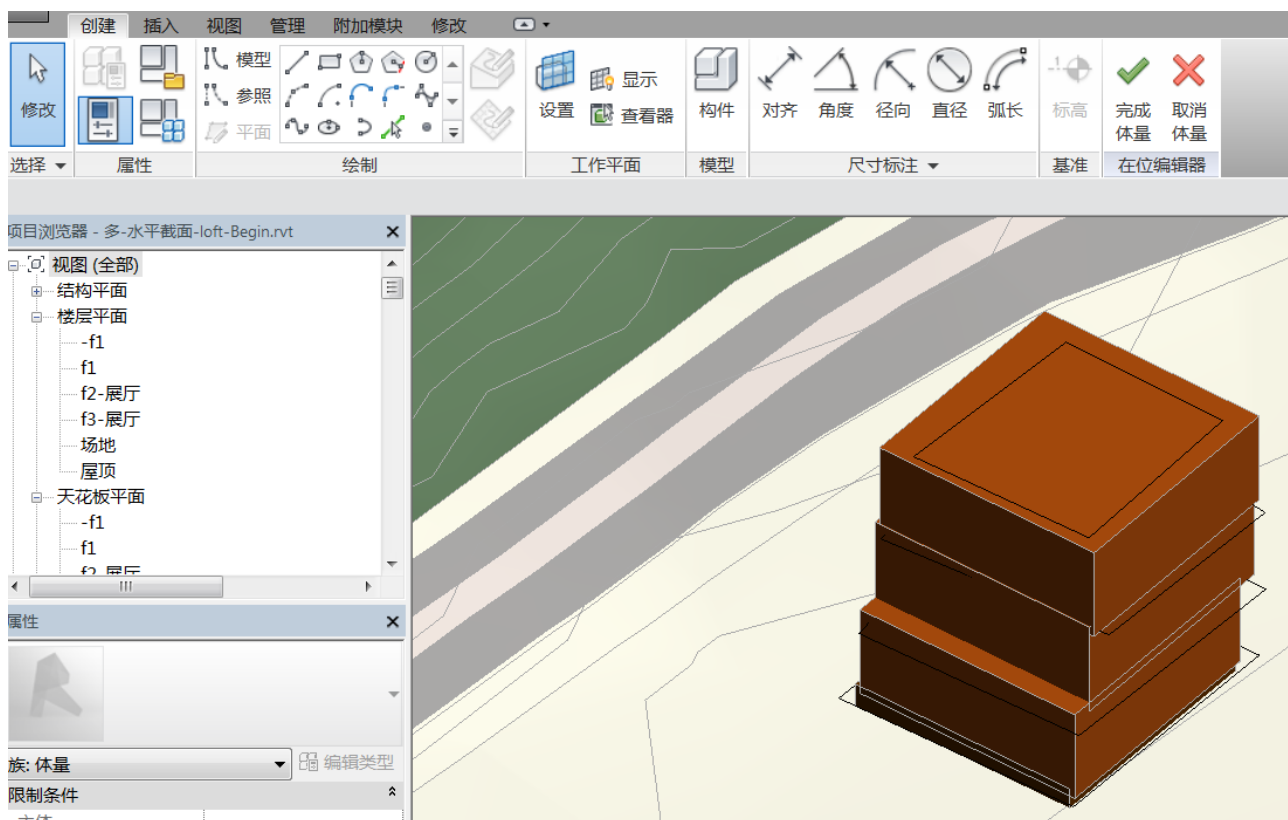 创建 插入 视图 管理 附加模块 修改
模型 显示
修改 参照 设置 查看器 构件 对齐 角度 径向 直径 弧长 标高 完成体量 取消体量
平面
选择 属性 绘制 工作平面 模型 尺寸标注 基准 在位编辑器
项目浏览器 - 多-水平截面-loft-Begin.rvt
视图 (全部)
结构平面
楼层平面
-f1
f1
f2-展厅
f3-展厅
场地
屋顶
天花板平面
-f1
f1
f2-展厅
属性
族: 体量 编辑类型
限制条件
主体